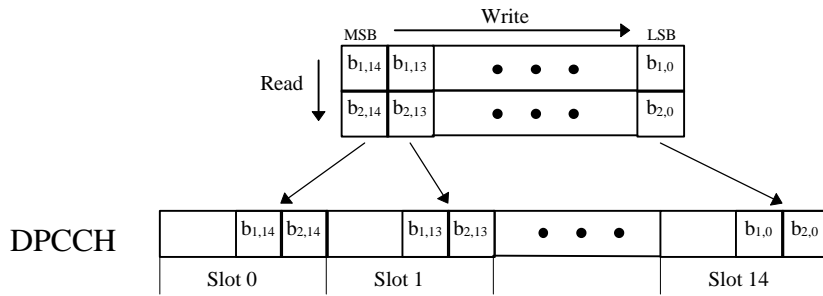 Write
MSB LSB
b1,14 b1,13 • • • b1,0
Read
b2,14 b2,13 • • • b2,0
DPCCH b1,14 b2,14 b1,13 b2,13 • • • b1,0 b2,0
Slot 0 Slot 1 Slot 14